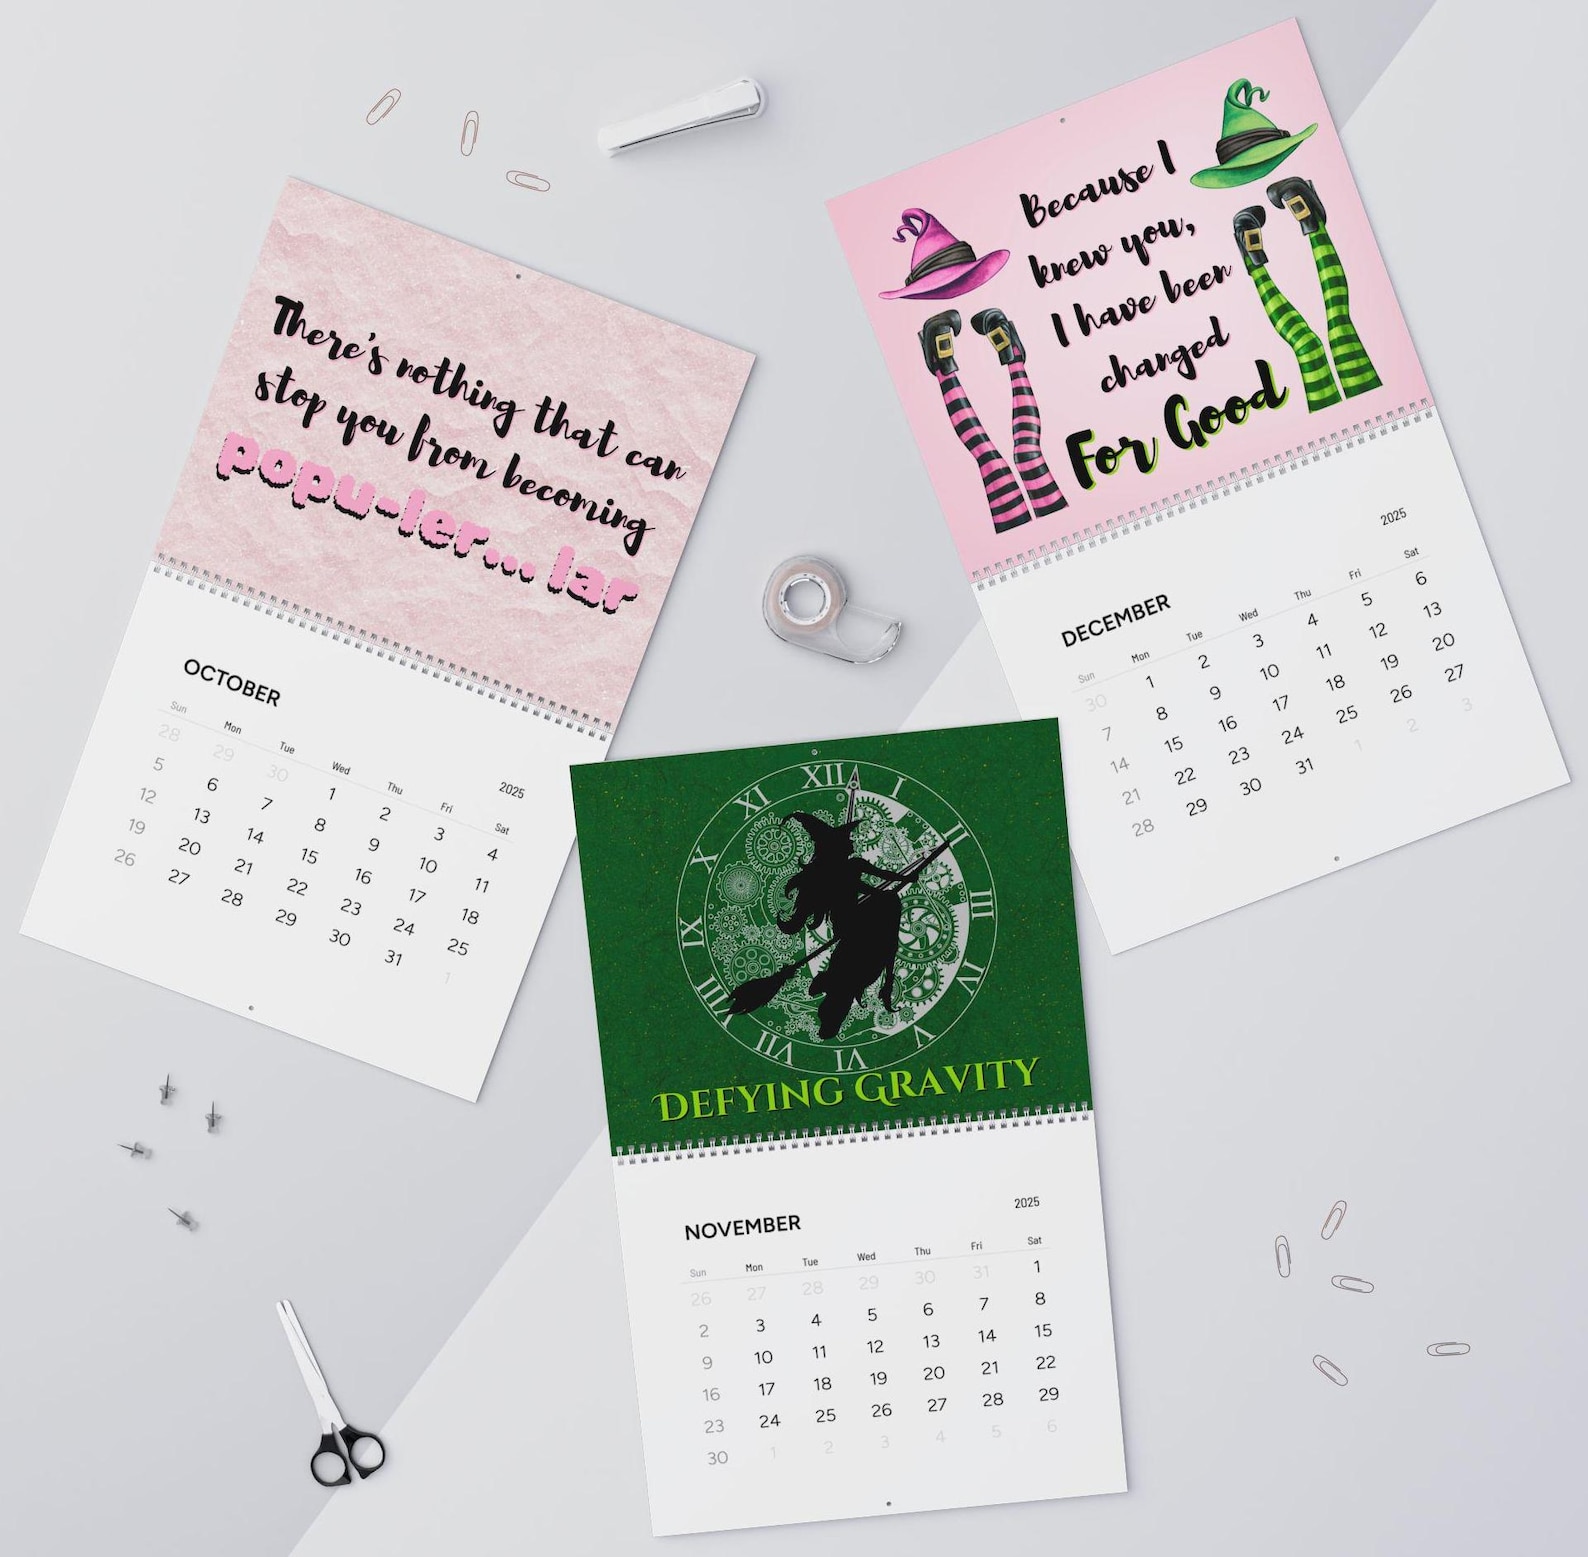 There's nothing that can
stop you from becoming
popu-ler... lar
OCTOBER
2025
Sun Mon Tue Wed Thu Fri Sat
28 29 30 1 2 3 4
5 6 7 8 9 10 11
12 13 14 15 16 17 18
19 20 21 22 23 24 25
26 27 28 29 30 31 1
Because I
knew you,
I have been
changed
For Good
DECEMBER
2025
Sun Mon Tue Wed Thu Fri Sat
30 1 2 3 4 5 6
7 8 9 10 11 12 13
14 15 16 17 18 19 20
21 22 23 24 25 26 27
28 29 30 31 1 2 3
XII I II III IV V VI VII VIII IX X XI
DEFYING GRAVITY
NOVEMBER
2025
Sun Mon Tue Wed Thu Fri Sat
26 27 28 29 30 31 1
2 3 4 5 6 7 8
9 10 11 12 13 14 15
16 17 18 19 20 21 22
23 24 25 26 27 28 29
30 1 2 3 4 5 6